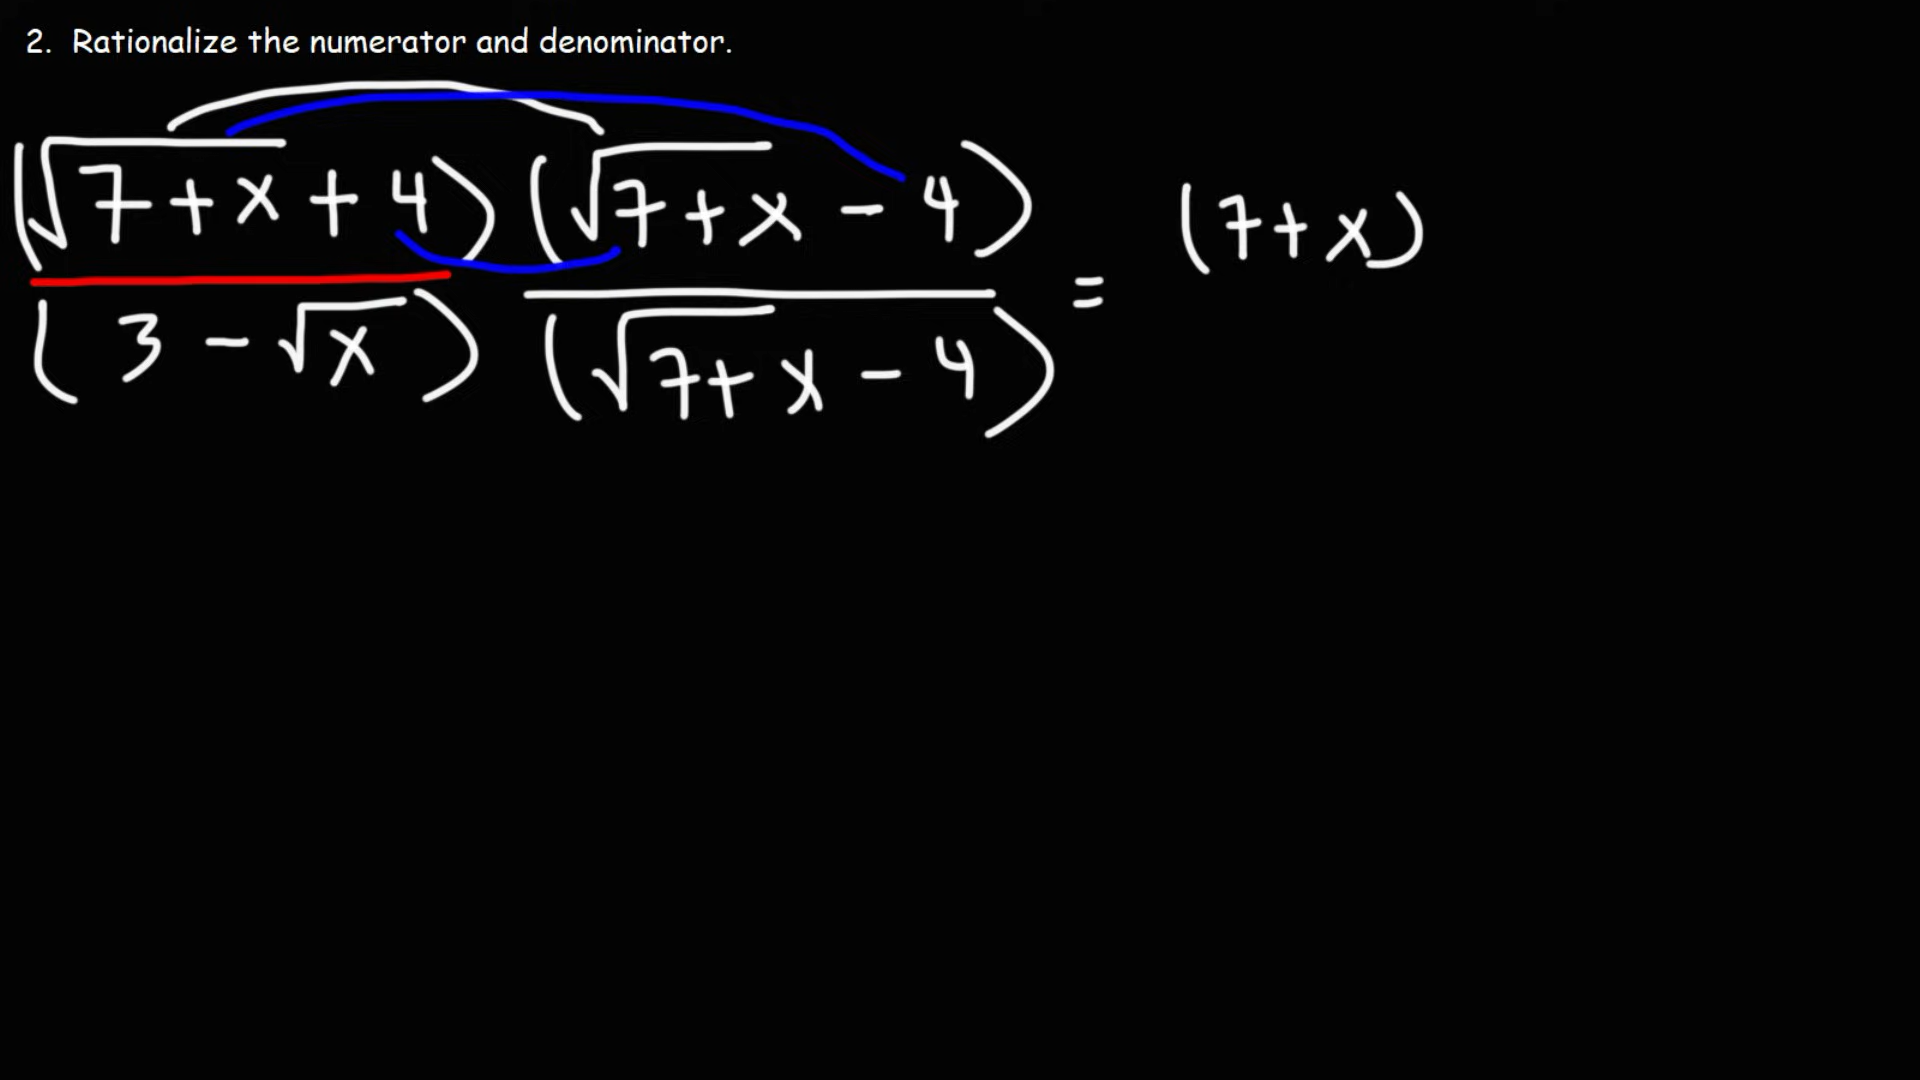 2. Rationalize the numerator and denominator.
(√7+x + 4) (√7+x - 4) = (7+x)
(3 - √x) (√7+x - 4)